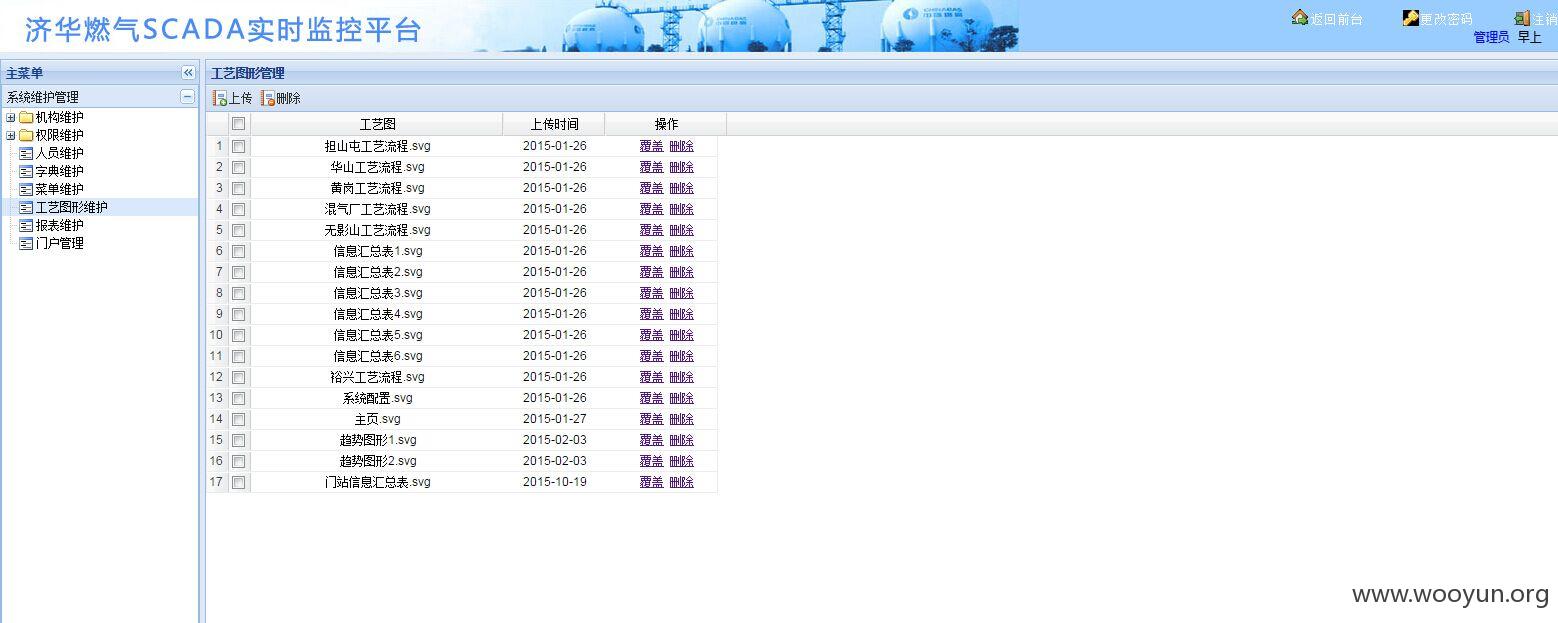 济华燃气SCADA实时监控平台
返回前台 更改密码 注销
管理员 早上
主菜单
系统维护管理
机构维护
权限维护
人员维护
字典维护
菜单维护
工艺图形维护
报表维护
门户管理
工艺图形管理
上传 删除
工艺图 上传时间 操作
1 担山屯工艺流程.svg 2015-01-26 覆盖 删除
2 华山工艺流程.svg 2015-01-26 覆盖 删除
3 黄岗工艺流程.svg 2015-01-26 覆盖 删除
4 混气厂工艺流程.svg 2015-01-26 覆盖 删除
5 无影山工艺流程.svg 2015-01-26 覆盖 删除
6 信息汇总表1.svg 2015-01-26 覆盖 删除
7 信息汇总表2.svg 2015-01-26 覆盖 删除
8 信息汇总表3.svg 2015-01-26 覆盖 删除
9 信息汇总表4.svg 2015-01-26 覆盖 删除
10 信息汇总表5.svg 2015-01-26 覆盖 删除
11 信息汇总表6.svg 2015-01-26 覆盖 删除
12 裕兴工艺流程.svg 2015-01-26 覆盖 删除
13 系统配置.svg 2015-01-26 覆盖 删除
14 主页.svg 2015-01-27 覆盖 删除
15 趋势图形1.svg 2015-02-03 覆盖 删除
16 趋势图形2.svg 2015-02-03 覆盖 删除
17 门站信息汇总表.svg 2015-10-19 覆盖 删除
www.wooyun.org